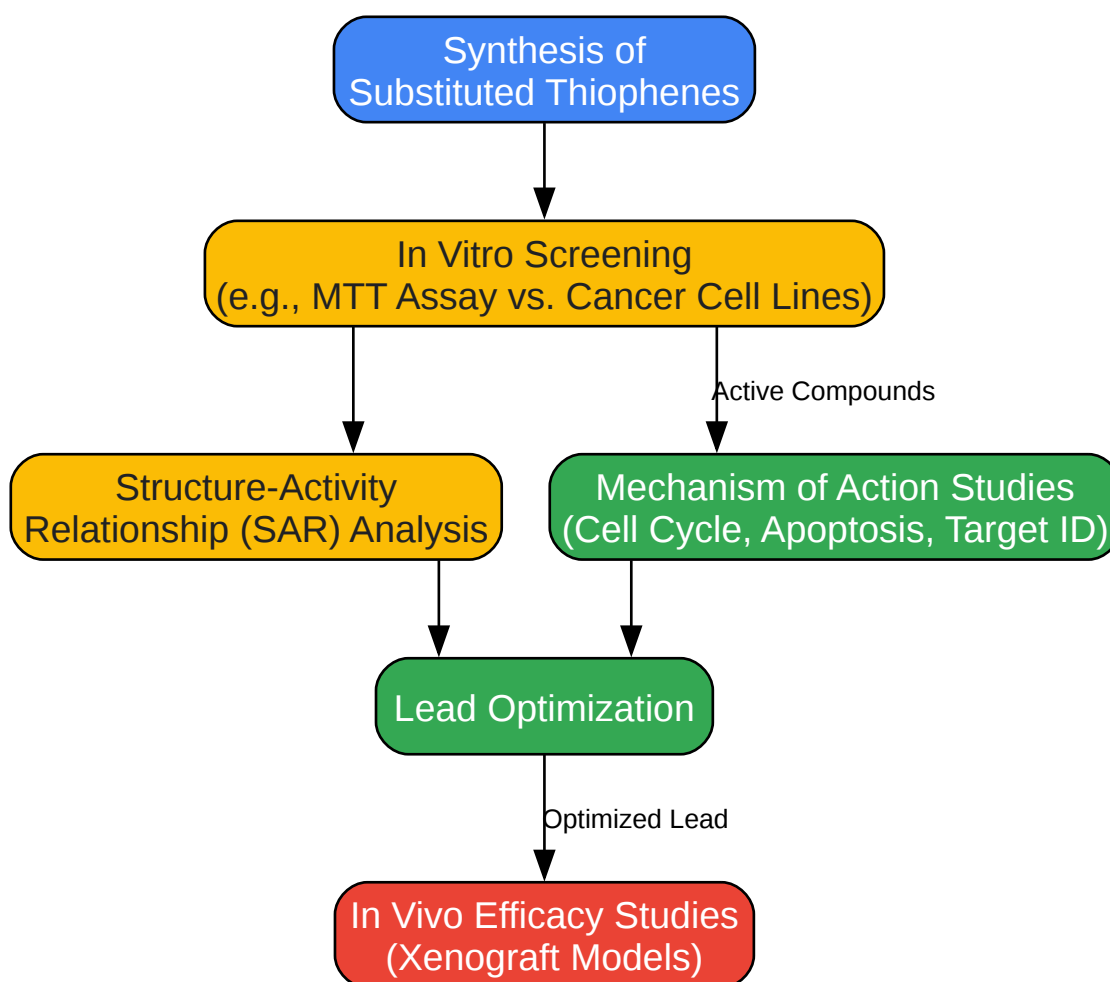 Synthesis of
Substituted Thiophenes
In Vitro Screening
(e.g., MTT Assay vs. Cancer Cell Lines)
Active Compounds
Structure-Activity
Relationship (SAR) Analysis
Mechanism of Action Studies
(Cell Cycle, Apoptosis, Target ID)
Lead Optimization
Optimized Lead
In Vivo Efficacy Studies
(Xenograft Models)